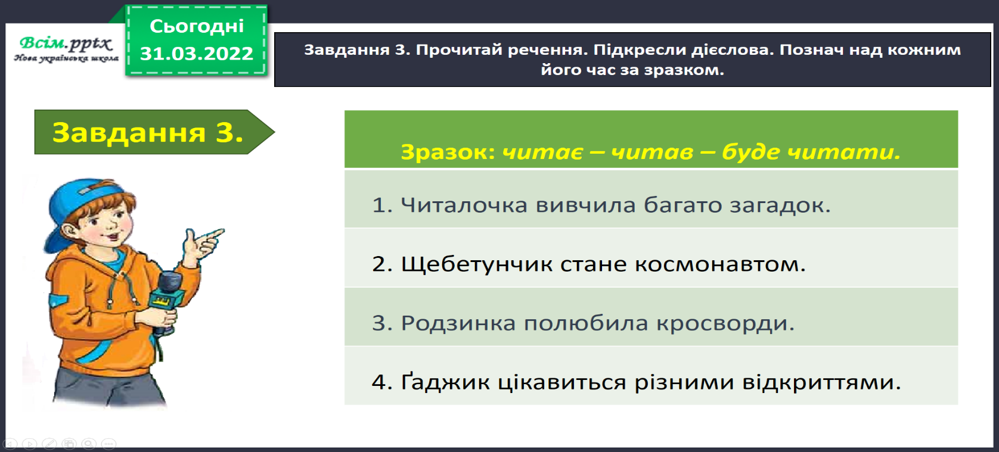 Всім.pptx
Нова українська школа
Сьогодні
31.03.2022
Завдання 3. Прочитай речення. Підкресли дієслова. Познач над кожним
його час за зразком.
Завдання 3.
Зразок: читає – читав – буде читати.
1. Читалочка вивчила багато загадок.
2. Щебетунчик стане космонавтом.
3. Родзинка полюбила кросворди.
4. Ґаджик цікавиться різними відкриттями.